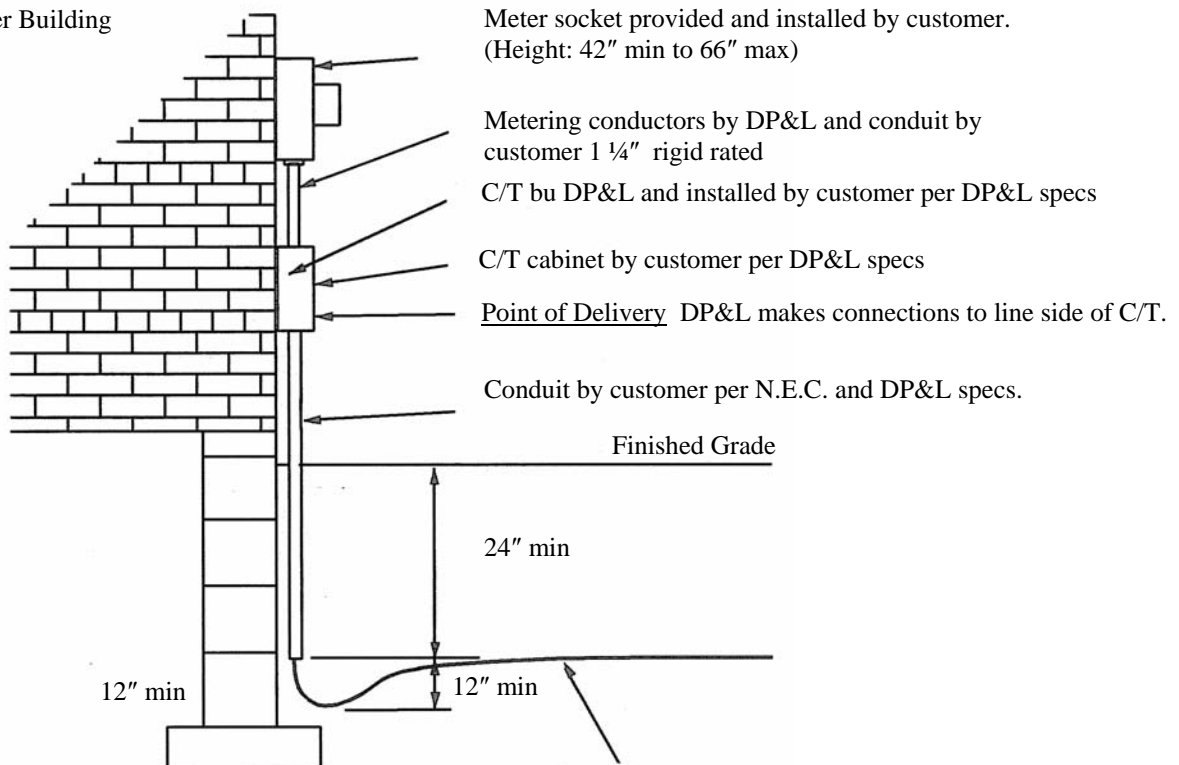 er Building
Meter socket provided and installed by customer.
(Height: 42″ min to 66″ max)
Metering conductors by DP&L and conduit by
customer 1 ¼″ rigid rated
C/T bu DP&L and installed by customer per DP&L specs
C/T cabinet by customer per DP&L specs
Point of Delivery DP&L makes connections to line side of C/T.
Conduit by customer per N.E.C. and DP&L specs.
Finished Grade
24″ min
12″ min
12″ min